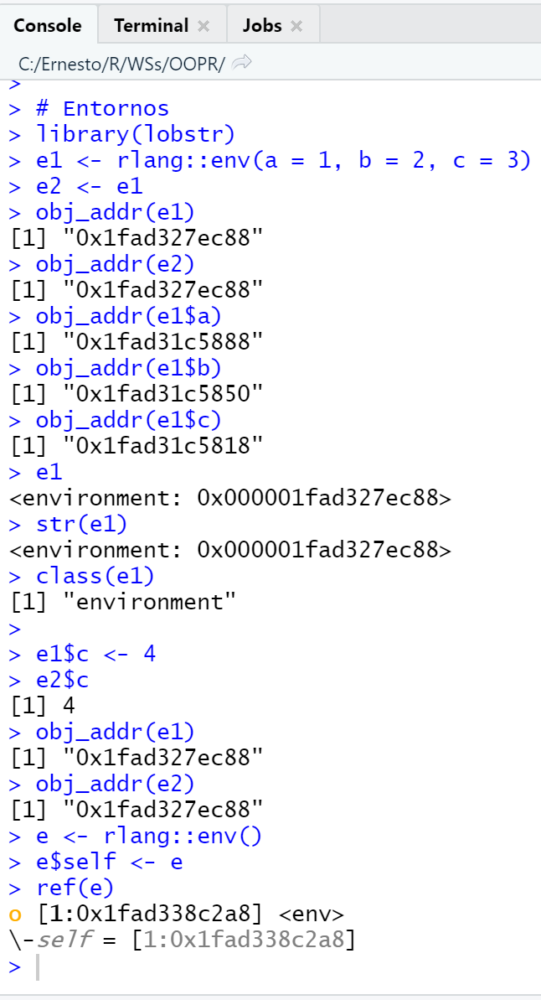 Console Terminal Jobs
C:/Ernesto/R/WSs/OOPR/
>
> # Entornos
> library(lobstr)
> e1 <- rlang::env(a = 1, b = 2, c = 3)
> e2 <- e1
> obj_addr(e1)
[1] "0x1fad327ec88"
> obj_addr(e2)
[1] "0x1fad327ec88"
> obj_addr(e1$a)
[1] "0x1fad31c5888"
> obj_addr(e1$b)
[1] "0x1fad31c5850"
> obj_addr(e1$c)
[1] "0x1fad31c5818"
> e1
<environment: 0x000001fad327ec88>
> str(e1)
<environment: 0x000001fad327ec88>
> class(e1)
[1] "environment"
>
> e1$c <- 4
> e2$c
[1] 4
> obj_addr(e1)
[1] "0x1fad327ec88"
> obj_addr(e2)
[1] "0x1fad327ec88"
> e <- rlang::env()
> e$self <- e
> ref(e)
o [1:0x1fad338c2a8] <env>
\-self = [1:0x1fad338c2a8]
>